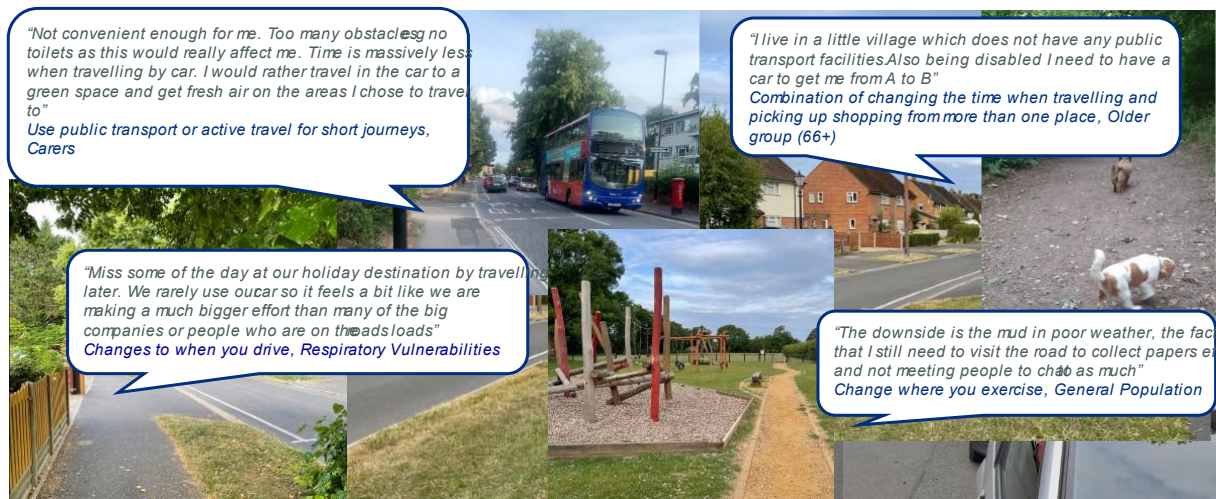 “Not convenient enough for me. Too many obstacles eg no
toilets as this would really affect me. Time is massively less
when travelling by car. I would rather travel in the car to a
green space and get fresh air on the areas I chose to travel
to”
Use public transport or active travel for short journeys,
Carers
“I live in a little village which does not have any public
transport facilities. Also being disabled I need to have a
car to get me from A to B”
Combination of changing the time when travelling and
picking up shopping from more than one place, Older
group (66+)
“Miss some of the day at our holiday destination by travelling
later. We rarely use our car so it feels a bit like we are
making a much bigger effort than many of the big
companies or people who are on the roads loads”
Changes to when you drive, Respiratory Vulnerabilities
“The downside is the mud in poor weather, the fac
that I still need to visit the road to collect papers et
and not meeting people to chat to as much”
Change where you exercise, General Population